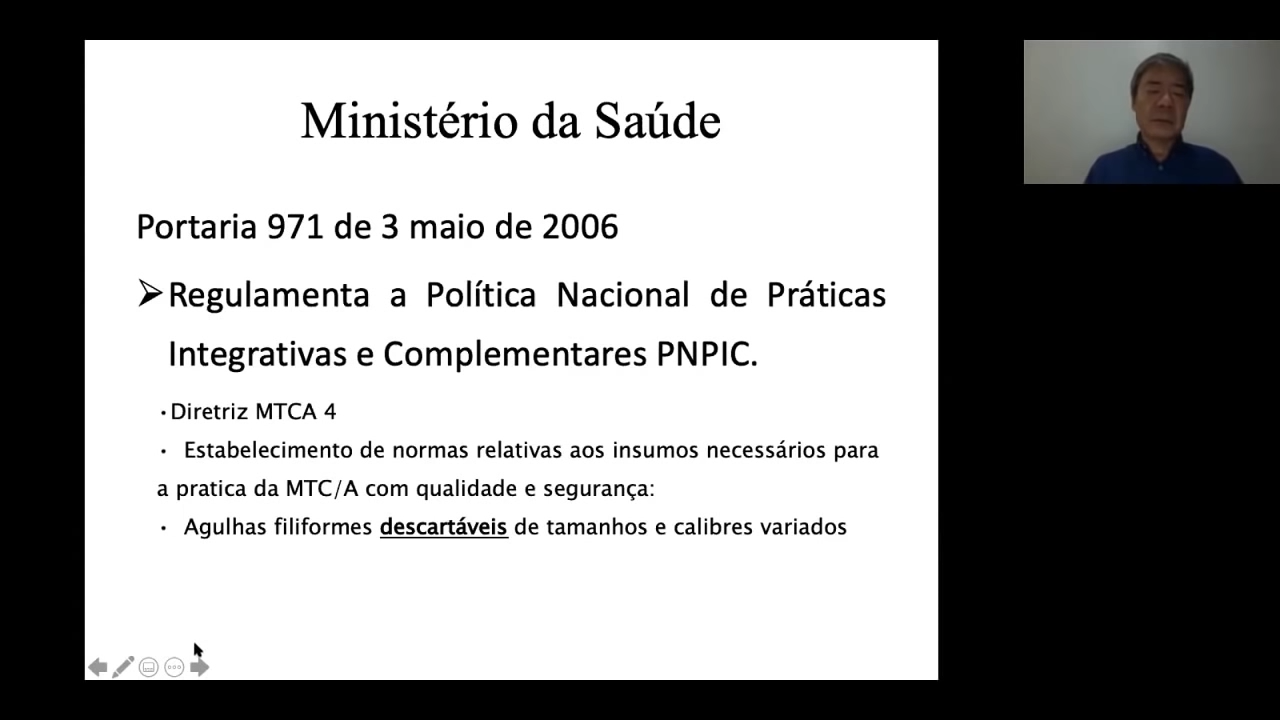 Ministério da Saúde
Portaria 971 de 3 maio de 2006
➢Regulamenta a Política Nacional de Práticas
Integrativas e Complementares PNPIC.
•Diretriz MTCA 4
• Estabelecimento de normas relativas aos insumos necessários para
a pratica da MTC/A com qualidade e segurança:
• Agulhas filiformes descartáveis de tamanhos e calibres variados